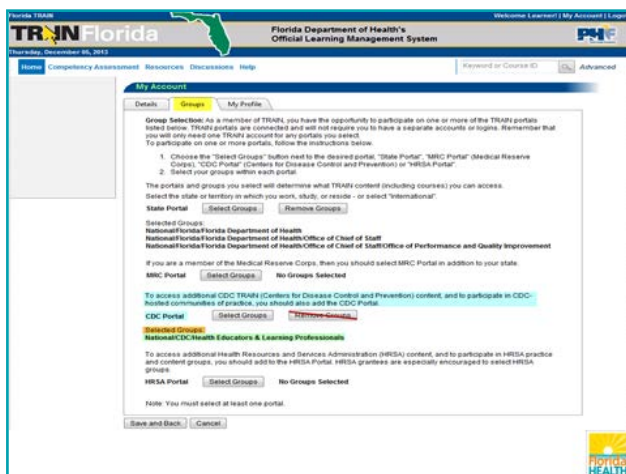 Florida TRAIN
Welcome Learner! | My Account | Logo
TRAIN Florida
Florida Department of Health's
Official Learning Management System
PHF
Thursday, December 05, 2013
Home Competency Assessment Resources Discussions Help
Keyword or Course ID
Advanced
My Account
Details Groups My Profile
Group Selection: As a member of TRAIN, you have the opportunity to participate on one or more of the TRAIN portals
listed below. TRAIN portals are connected and will not require you to have a separate accounts or logins. Remember that
you will only need one TRAIN account for any portals you select.
To participate on one or more portals, follow the instructions below.
1. Choose the "Select Groups" button next to the desired portal, "State Portal", "MRC Portal" (Medical Reserve
Corps), "CDC Portal" (Centers for Disease Control and Prevention) or "HRSA Portal".
2. Select your groups within each portal.
The portals and groups you select will determine what TRAIN content (including courses) you can access.
Select the state or territory in which you work, study, or reside - or select "International".
State Portal Select Groups Remove Groups
Selected Groups:
National/Florida/Florida Department of Health
National/Florida/Florida Department of Health/Office of Chief of Staff
National/Florida/Florida Department of Health/Office of Chief of Staff/Office of Performance and Quality Improvement
If you are a member of the Medical Reserve Corps, then you should select MRC Portal in addition to your state.
MRC Portal Select Groups No Groups Selected
To access additional CDC TRAIN (Centers for Disease Control and Prevention) content, and to participate in CDC-
hosted communities of practice, you should also add the CDC Portal.
CDC Portal Select Groups Remove Groups
Selected Groups:
National/CDC/Health Educators & Learning Professionals
To access additional Health Resources and Services Administration (HRSA) content, and to participate in HRSA practice
and content groups, you should add to the HRSA Portal. HRSA grantees are especially encouraged to select HRSA
groups.
HRSA Portal Select Groups No Groups Selected
Note: You must select at least one portal.
Save and Back Cancel
Florida
HEALTH